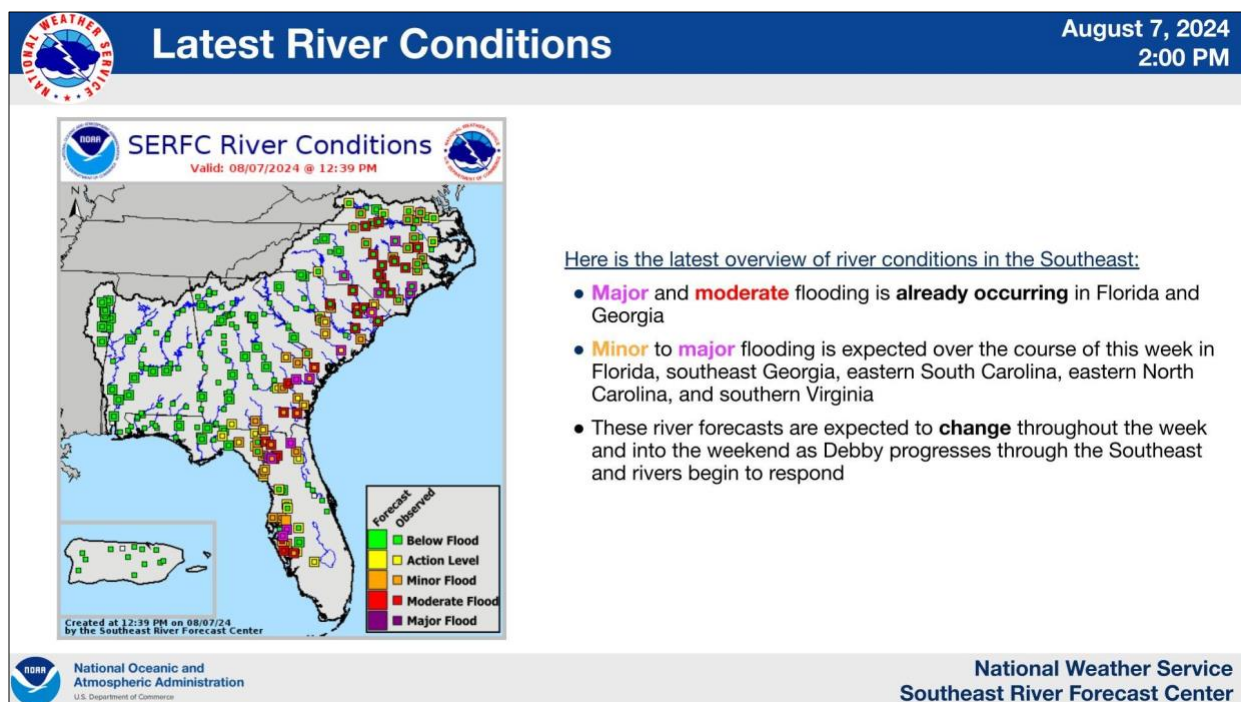 NATIONAL WEATHER SERVICE
Latest River Conditions
August 7, 2024
2:00 PM
NOAA
SERFC River Conditions
Valid: 08/07/2024 @ 12:39 PM
N
Here is the latest overview of river conditions in the Southeast:
● Major and moderate flooding is already occurring in Florida and
Georgia
● Minor to major flooding is expected over the course of this week in
Florida, southeast Georgia, eastern South Carolina, eastern North
Carolina, and southern Virginia
● These river forecasts are expected to change throughout the week
and into the weekend as Debby progresses through the Southeast
and rivers begin to respond
Forecast
Observed
Below Flood
Action Level
Minor Flood
Moderate Flood
Major Flood
Created at 12:39 PM on 08/07/24
by the Southeast River Forecast Center
NOAA
National Oceanic and
Atmospheric Administration
U.S. Department of Commerce
National Weather Service
Southeast River Forecast Center